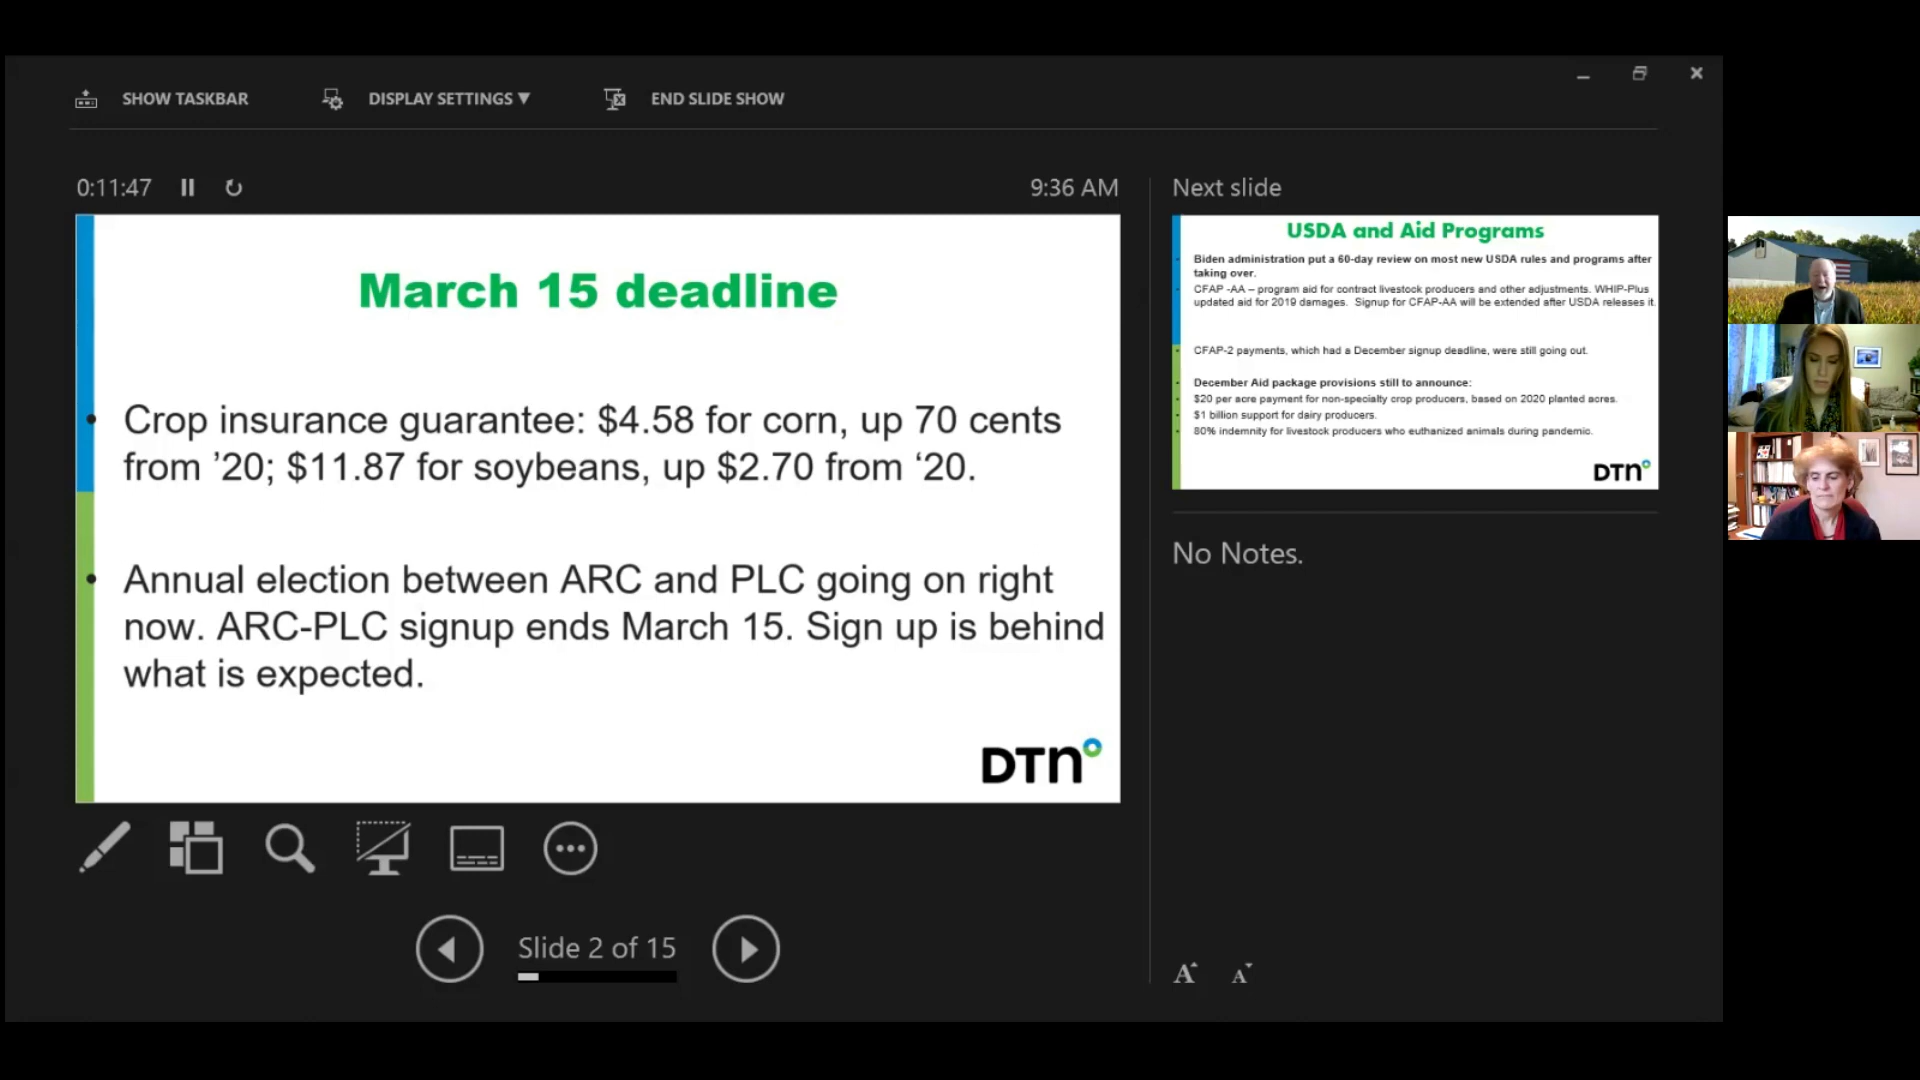 SHOW TASKBAR
DISPLAY SETTINGS ▼
END SLIDE SHOW
0:11:47
9:36 AM
March 15 deadline
• Crop insurance guarantee: $4.58 for corn, up 70 cents
from ’20; $11.87 for soybeans, up $2.70 from ‘20.
• Annual election between ARC and PLC going on right
now. ARC-PLC signup ends March 15. Sign up is behind
what is expected.
DTN
Slide 2 of 15
Next slide
USDA and Aid Programs
Biden administration put a 60-day review on most new USDA rules and programs after
taking over.
CFAP -AA – program aid for contract livestock producers and other adjustments. WHIP-Plus
updated aid for 2019 damages. Signup for CFAP-AA will be extended after USDA releases it.
CFAP-2 payments, which had a December signup deadline, were still going out.
December Aid package provisions still to announce:
$20 per acre payment for non-specialty crop producers, based on 2020 planted acres.
$1 billion support for dairy producers.
80% indemnity for livestock producers who euthanized animals during pandemic.
DTN
No Notes.
A A